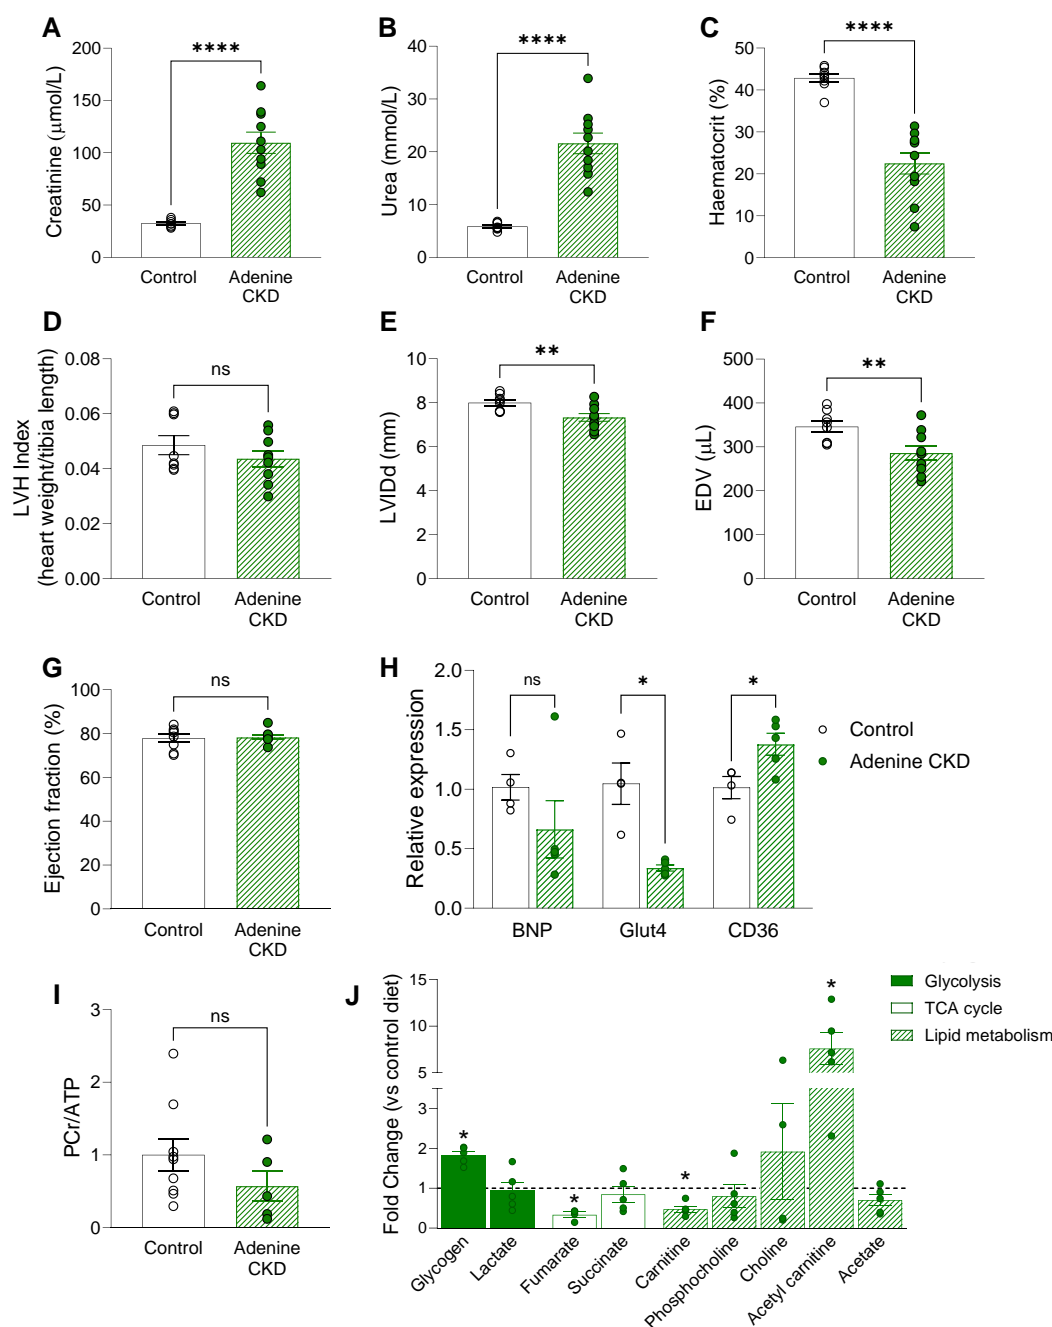 A
Creatinine (μmol/L)
200
150
100
50
0
****
Control
Adenine
CKD
B
Urea (mmol/L)
40
30
20
10
0
****
Control
Adenine
CKD
C
Haematocrit (%)
50
40
30
20
10
0
****
Control
Adenine
CKD
D
LVH Index
(heart weight/tibia length)
0.08
0.06
0.04
0.02
0.00
ns
Control
Adenine
CKD
E
LVIDd (mm)
10
8
6
4
2
0
**
Control
Adenine
CKD
F
EDV (μL)
500
400
300
200
100
0
**
Control
Adenine
CKD
G
Ejection fraction (%)
100
80
60
40
20
0
ns
Control
Adenine
CKD
H
Relative expression
2.0
1.5
1.0
0.5
0.0
ns
*
*
BNP
Glut4
CD36
Control
Adenine CKD
I
PCr/ATP
3
2
1
0
ns
Control
Adenine
CKD
J
Fold Change (vs control diet)
15
10
5
3
2
1
0
*
*
*
*
Glycogen
Lactate
Fumarate
Succinate
Carnitine
Phosphocholine
Choline
Acetyl carnitine
Acetate
Glycolysis
TCA cycle
Lipid metabolism